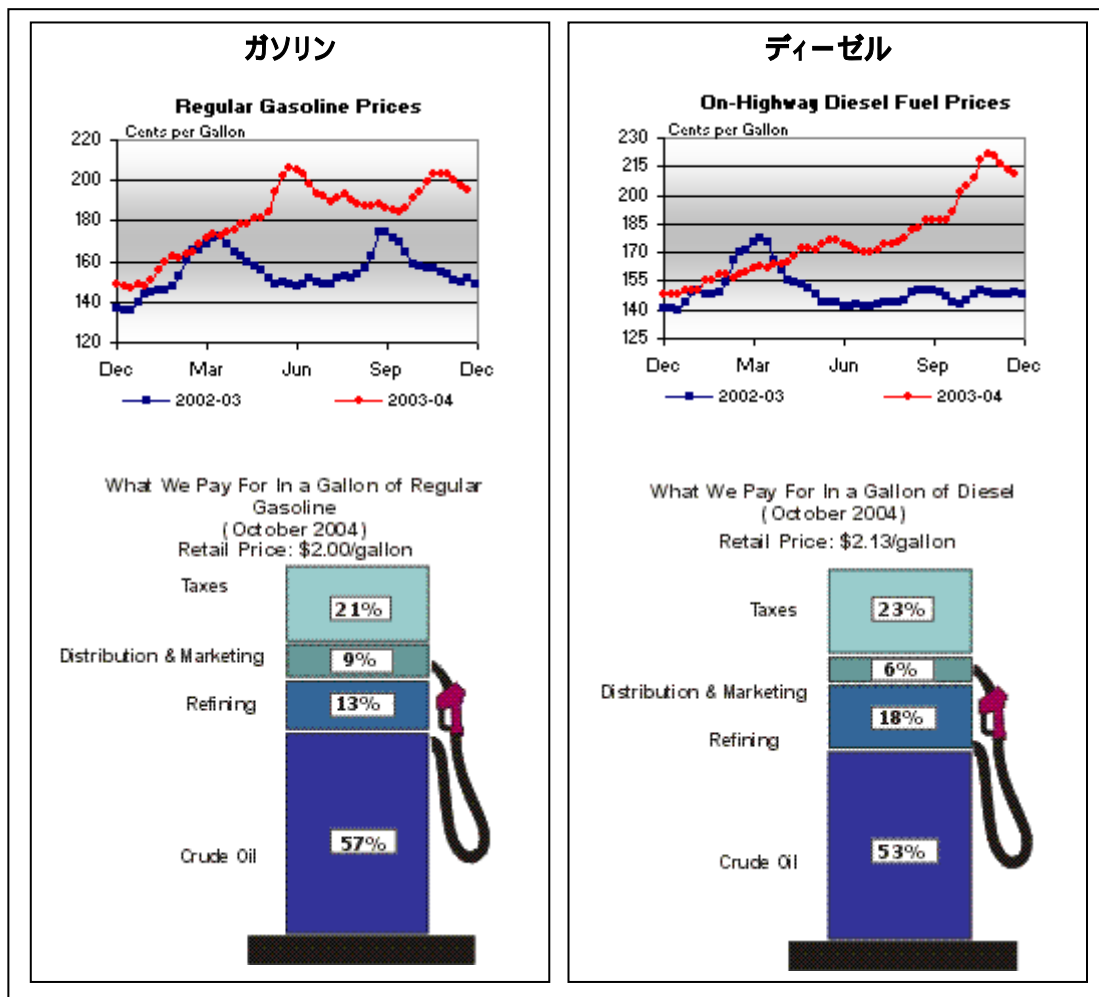 ガソリン
Regular Gasoline Prices
Cents per Gallon
220
200
180
160
140
120
Dec Mar Jun Sep Dec
2002-03 2003-04
What We Pay For In a Gallon of Regular
Gasoline
(October 2004)
Retail Price: $2.00/gallon
Taxes
21%
Distribution & Marketing
9%
Refining
13%
Crude Oil
57%
ディーゼル
On-Highway Diesel Fuel Prices
Cents per Gallon
230
215
200
185
170
155
140
125
Dec Mar Jun Sep Dec
2002-03 2003-04
What We Pay For In a Gallon of Diesel
(October 2004)
Retail Price: $2.13/gallon
Taxes
23%
6%
Distribution & Marketing
18%
Refining
Crude Oil
53%